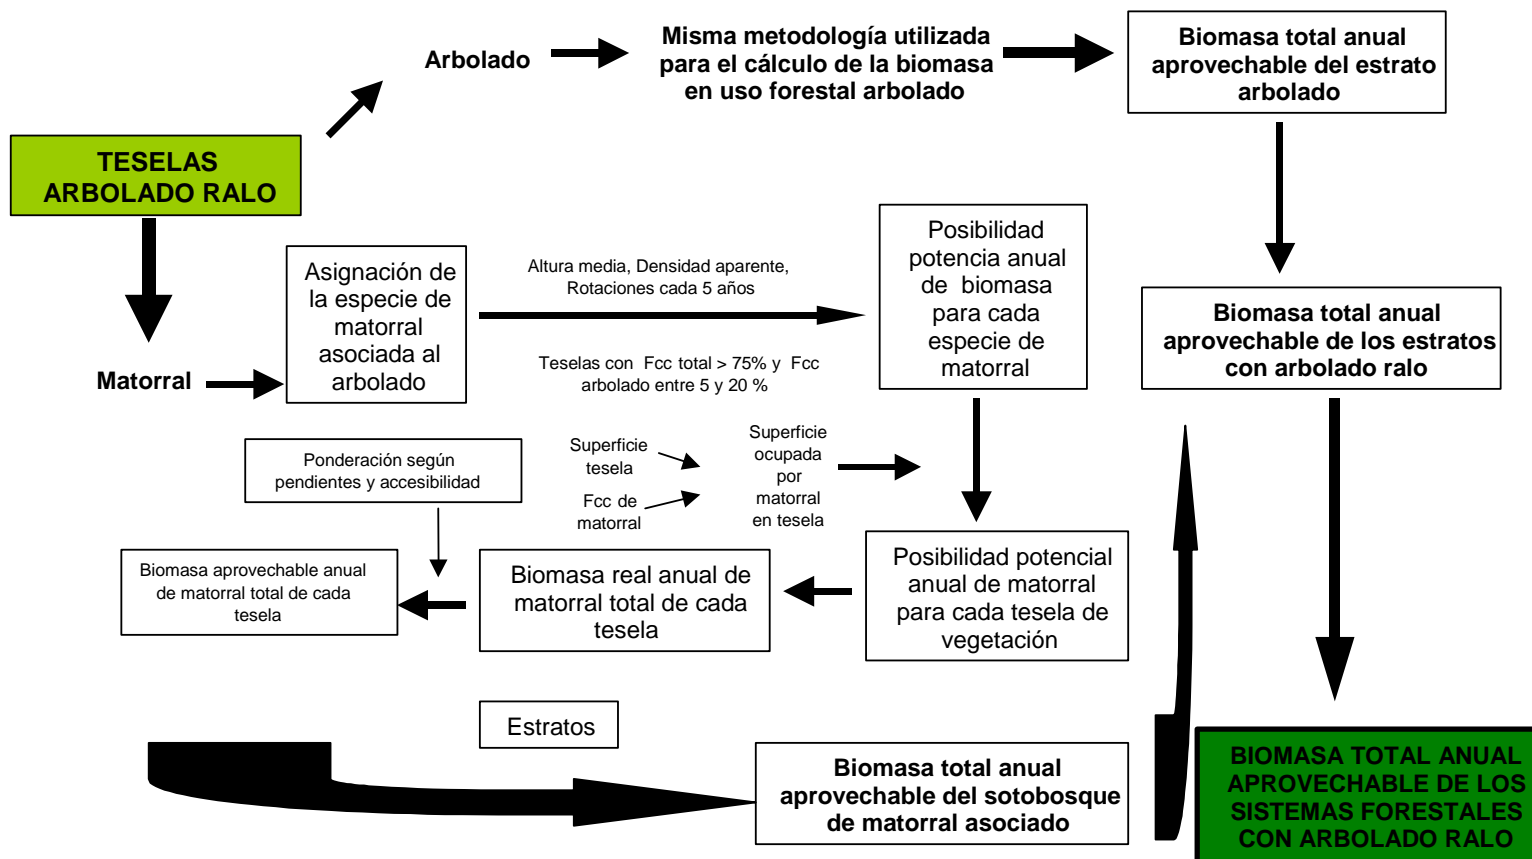 Arbolado
Misma metodología utilizada
para el cálculo de la biomasa
en uso forestal arbolado
Biomasa total anual
aprovechable del estrato
arbolado
TESELAS
ARBOLADO RALO
Asignación de
la especie de
matorral
asociada al
arbolado
Altura media, Densidad aparente,
Rotaciones cada 5 años
Posibilidad
potencia anual
de biomasa
para cada
especie de
matorral
Biomasa total anual
aprovechable de los estratos
con arbolado ralo
Matorral
Teselas con Fcc total > 75% y Fcc
arbolado entre 5 y 20 %
Ponderación según
pendientes y accesibilidad
Superficie
tesela
Fcc de
matorral
Superficie
ocupada
por
matorral
en tesela
Biomasa aprovechable anual
de matorral total de cada
tesela
Biomasa real anual de
matorral total de cada
tesela
Posibilidad potencial
anual de matorral
para cada tesela de
vegetación
Estratos
Biomasa total anual
aprovechable del sotobosque
de matorral asociado
BIOMASA TOTAL ANUAL
APROVECHABLE DE LOS
SISTEMAS FORESTALES
CON ARBOLADO RALO